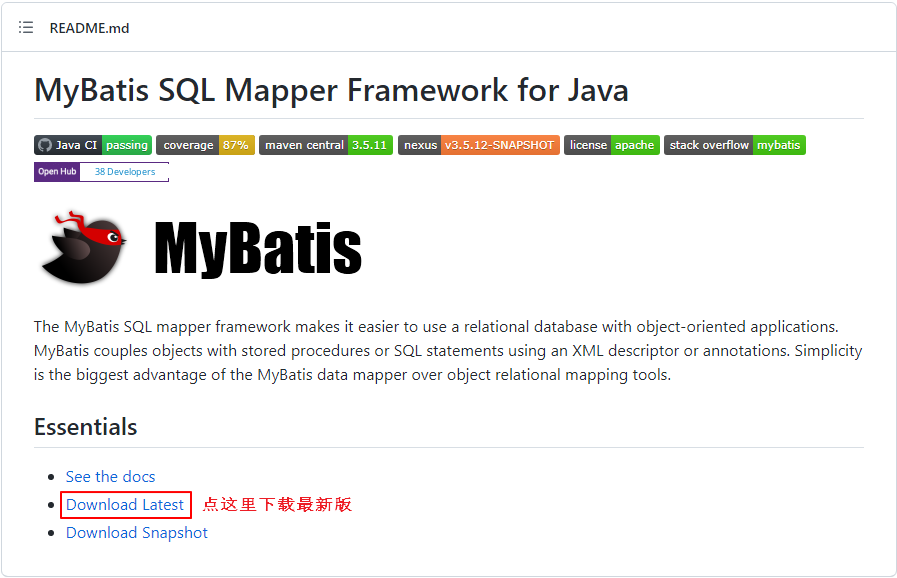 README.md
MyBatis SQL Mapper Framework for Java
Java CI passing coverage 87% maven central 3.5.11 nexus v3.5.12-SNAPSHOT license apache stack overflow mybatis
Open Hub 38 Developers
MyBatis
The MyBatis SQL mapper framework makes it easier to use a relational database with object-oriented applications.
MyBatis couples objects with stored procedures or SQL statements using an XML descriptor or annotations. Simplicity
is the biggest advantage of the MyBatis data mapper over object relational mapping tools.
Essentials
See the docs
Download Latest 点这里下载最新版
Download Snapshot